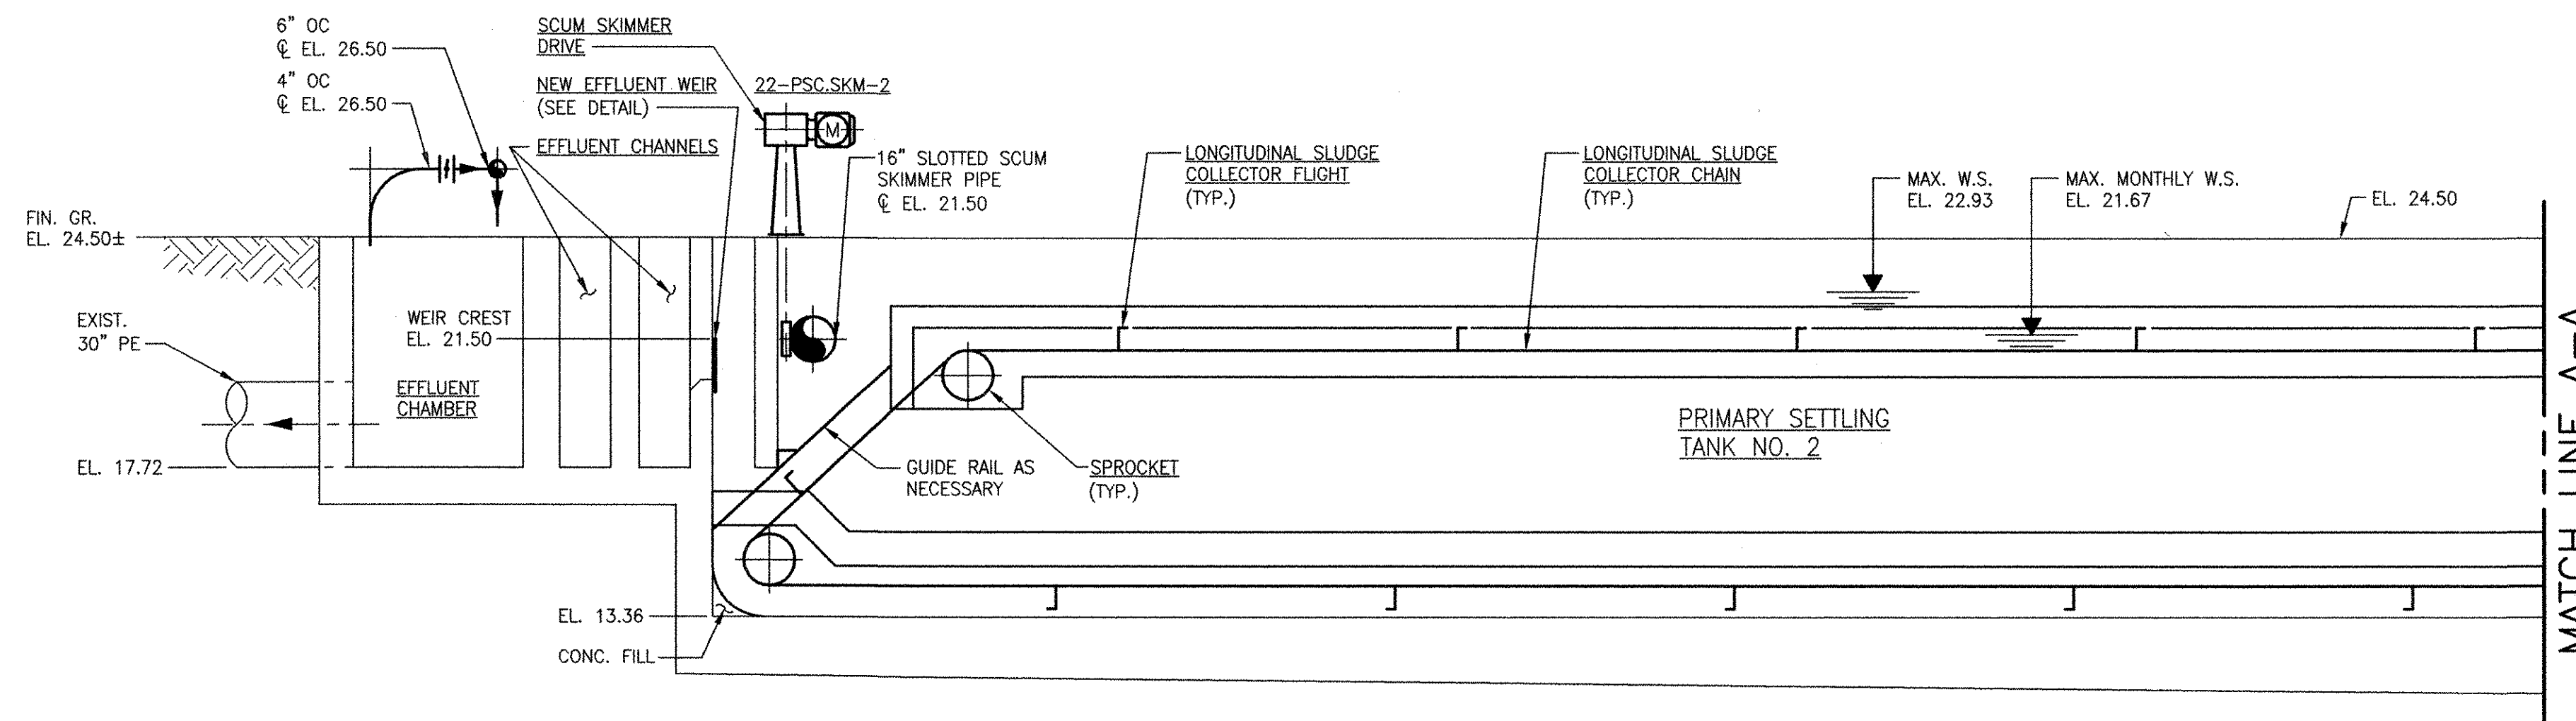 6" OC
℄ EL. 26.50
4" OC
℄ EL. 26.50
SCUM SKIMMER
DRIVE
NEW EFFLUENT WEIR
(SEE DETAIL)
EFFLUENT CHANNELS
22-PSC.SKM-2
M
16" SLOTTED SCUM
SKIMMER PIPE
℄ EL. 21.50
LONGITUDINAL SLUDGE
COLLECTOR FLIGHT
(TYP.)
LONGITUDINAL SLUDGE
COLLECTOR CHAIN
(TYP.)
MAX. W.S.
EL. 22.93
MAX. MONTHLY W.S.
EL. 21.67
EL. 24.50
FIN. GR.
EL. 24.50±
EXIST.
30" PE
WEIR CREST
EL. 21.50
EFFLUENT
CHAMBER
EL. 17.72
GUIDE RAIL AS
NECESSARY
SPROCKET
(TYP.)
PRIMARY SETTLING
TANK NO. 2
EL. 13.36
CONC. FILL
MATCH LINE A-A